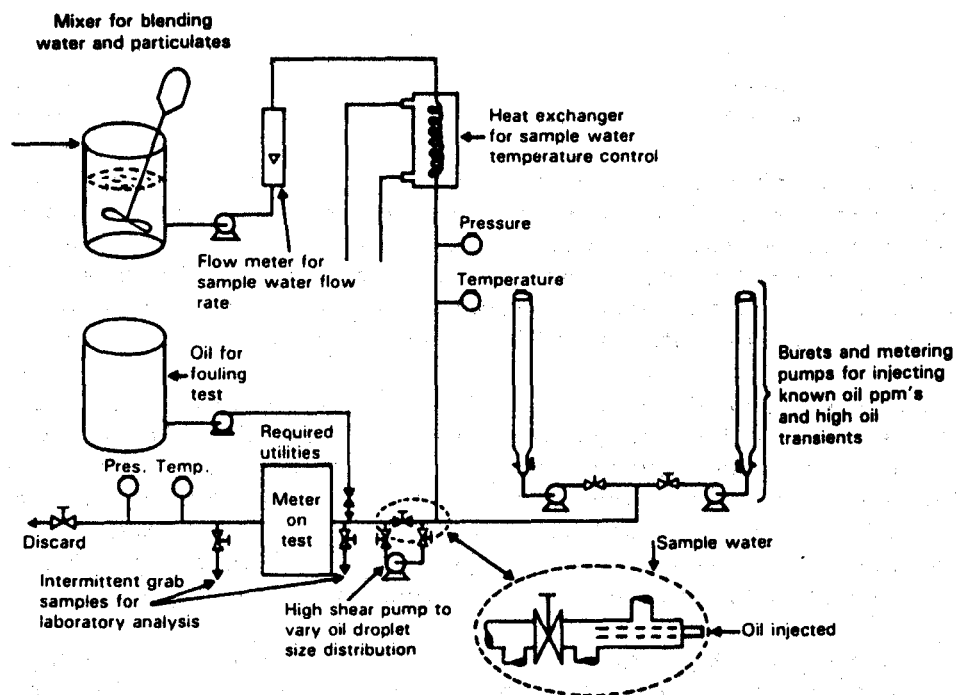 Mixer for blending
water and particulates
Heat exchanger
for sample water
temperature control
Flow meter for
sample water flow
rate
Pressure
Temperature
Oil for
fouling
test
Burets and metering
pumps for injecting
known oil ppm's
and high oil
transients
Required
utilities
Pres. Temp.
Meter
on
test
Discard
Sample water
Intermittent grab
samples for
laboratory analysis
High shear pump to
vary oil droplet
size distribution
Oil injected